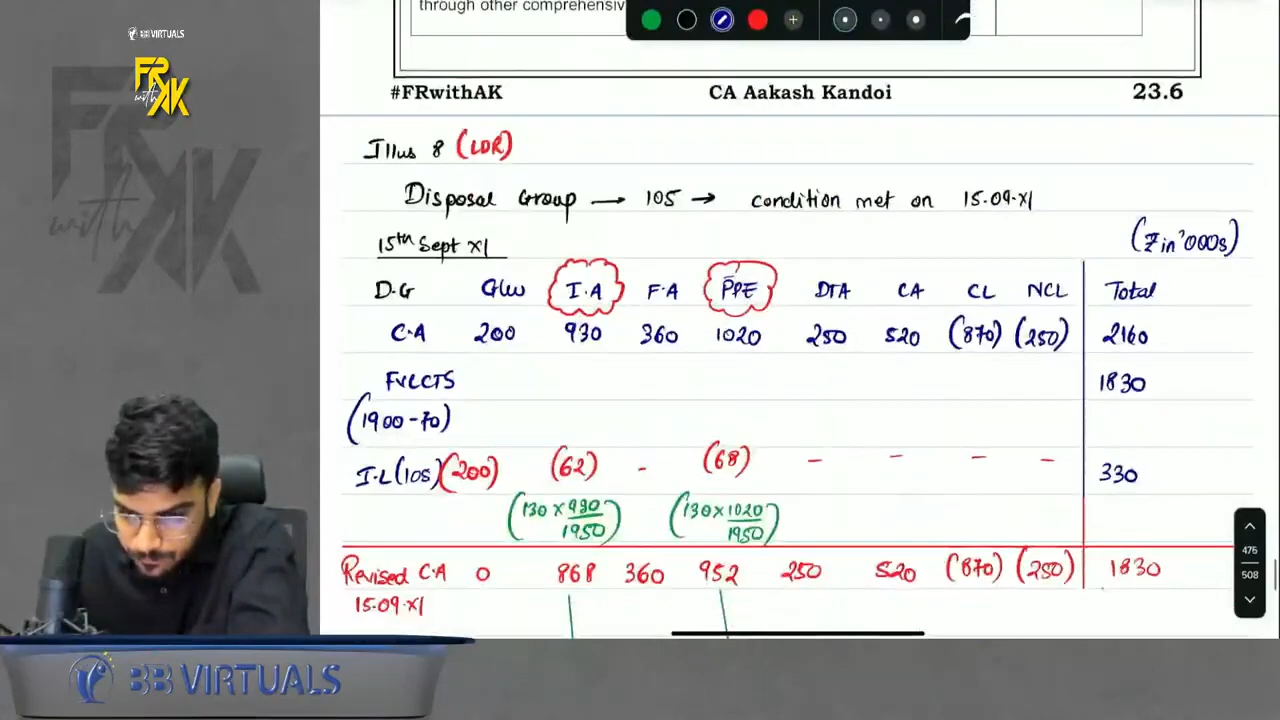 through other comprehensiv
BB VIRTUALS
FR
with
AK
#FRwithAK CA Aakash Kandoi 23.6
Illus 8 (LDR)
Disposal Group → 105 → condition met on 15.09.X1
15th Sept X1
(₹ in '000s)
D.G G/w I.A F.A PPE DTA CA CL NCL Total
C.A 200 930 360 1020 250 520 (870) (250) 2160
FVLCTS 1830
(1900-70)
I.L (105) (200) (62) - (68) - - - - 330
(130 × 930/1950) (130 × 1020/1950)
Revised C.A 0 868 360 952 250 520 (870) (250) 1830
15.09.X1
476
508
BB VIRTUALS